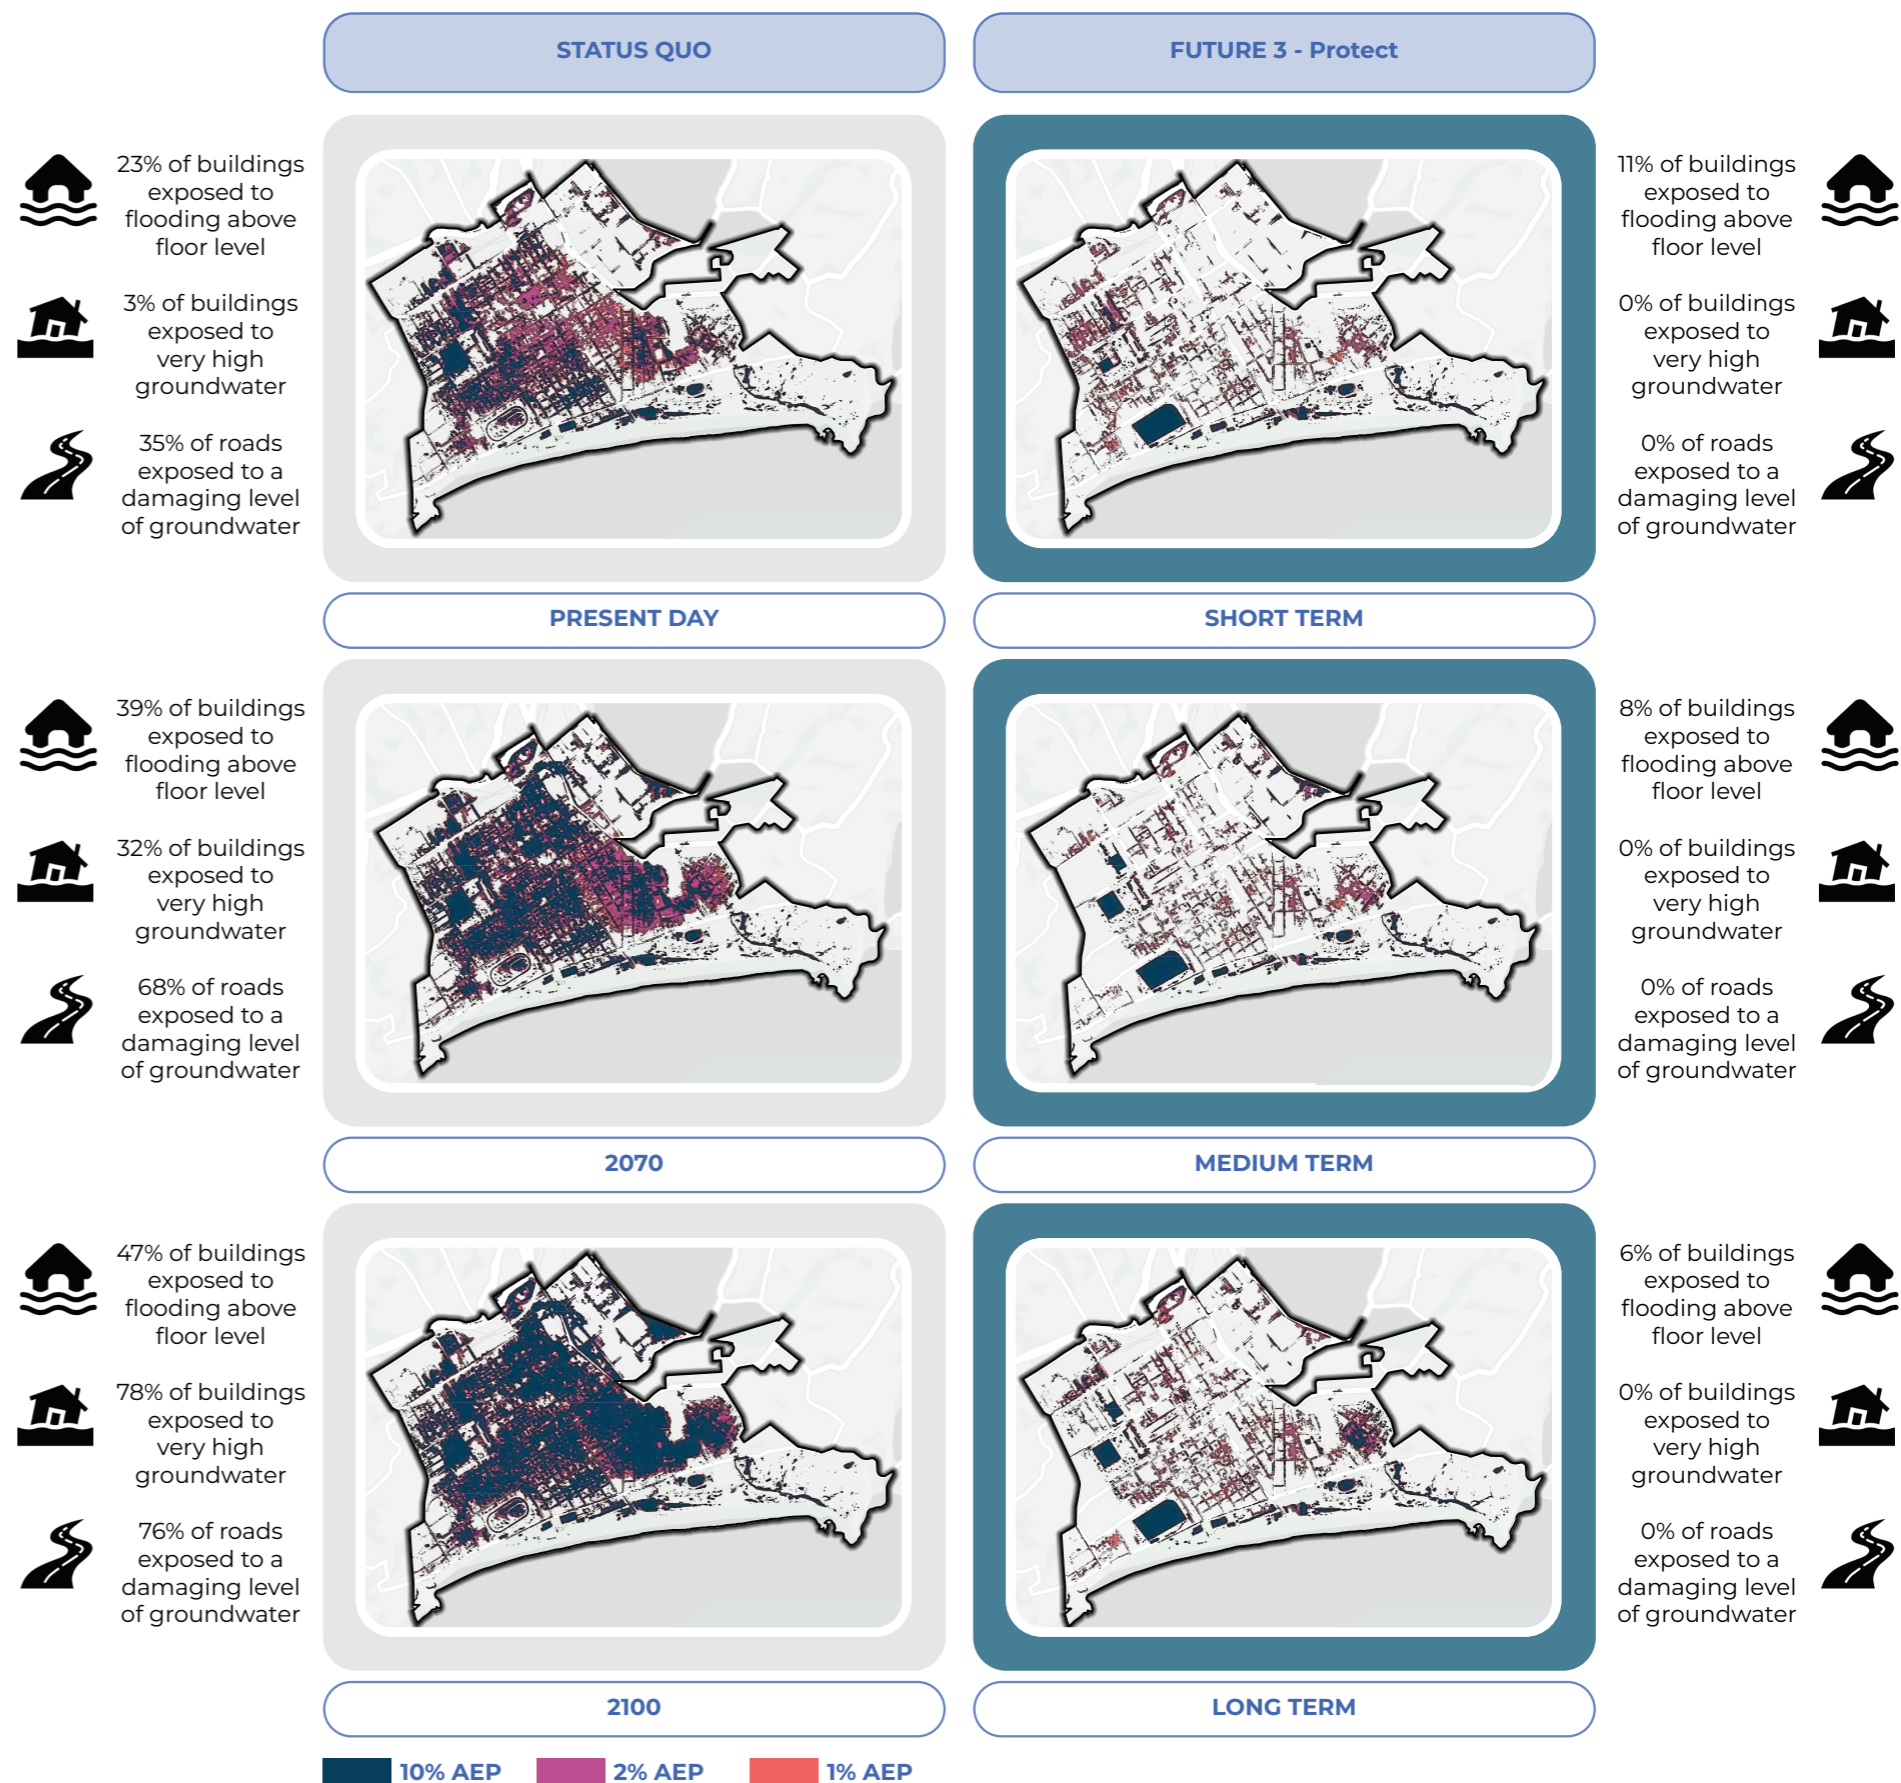 STATUS QUO
FUTURE 3 - Protect
23% of buildings
exposed to
flooding above
floor level
3% of buildings
exposed to
very high
groundwater
35% of roads
exposed to a
damaging level
of groundwater
11% of buildings
exposed to
flooding above
floor level
0% of buildings
exposed to
very high
groundwater
0% of roads
exposed to a
damaging level
of groundwater
PRESENT DAY
SHORT TERM
39% of buildings
exposed to
flooding above
floor level
32% of buildings
exposed to
very high
groundwater
68% of roads
exposed to a
damaging level
of groundwater
8% of buildings
exposed to
flooding above
floor level
0% of buildings
exposed to
very high
groundwater
0% of roads
exposed to a
damaging level
of groundwater
2070
MEDIUM TERM
47% of buildings
exposed to
flooding above
floor level
78% of buildings
exposed to
very high
groundwater
76% of roads
exposed to a
damaging level
of groundwater
6% of buildings
exposed to
flooding above
floor level
0% of buildings
exposed to
very high
groundwater
0% of roads
exposed to a
damaging level
of groundwater
2100
LONG TERM
10% AEP
2% AEP
1% AEP